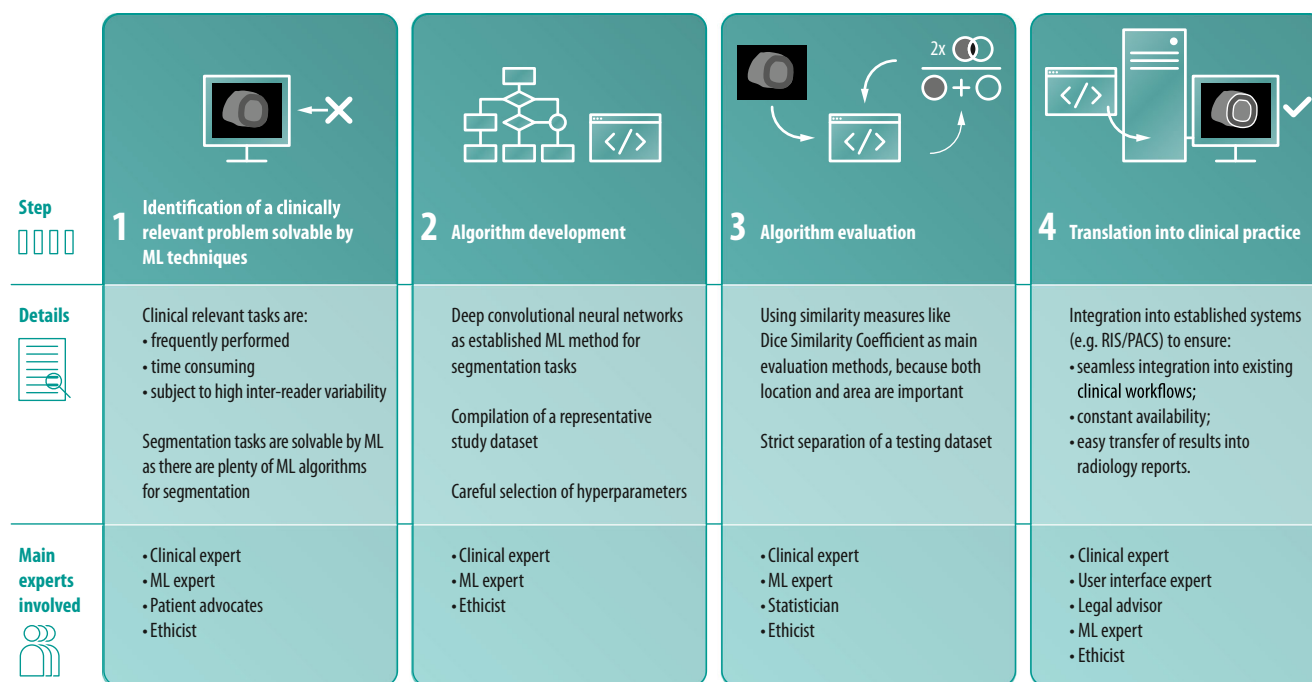 2x
</>
</>
</>
Step
1 Identification of a clinically
relevant problem solvable by
ML techniques
2 Algorithm development
3 Algorithm evaluation
4 Translation into clinical practice
Details
Clinical relevant tasks are:
• frequently performed
• time consuming
• subject to high inter-reader variability
Segmentation tasks are solvable by ML
as there are plenty of ML algorithms
for segmentation
Deep convolutional neural networks
as established ML method for
segmentation tasks
Compilation of a representative
study dataset
Careful selection of hyperparameters
Using similarity measures like
Dice Similarity Coefficient as main
evaluation methods, because both
location and area are important
Strict separation of a testing dataset
Integration into established systems
(e.g. RIS/PACS) to ensure:
• seamless integration into existing
clinical workflows;
• constant availability;
• easy transfer of results into
radiology reports.
Main
experts
involved
• Clinical expert
• ML expert
• Patient advocates
• Ethicist
• Clinical expert
• ML expert
• Ethicist
• Clinical expert
• ML expert
• Statistician
• Ethicist
• Clinical expert
• User interface expert
• Legal advisor
• ML expert
• Ethicist